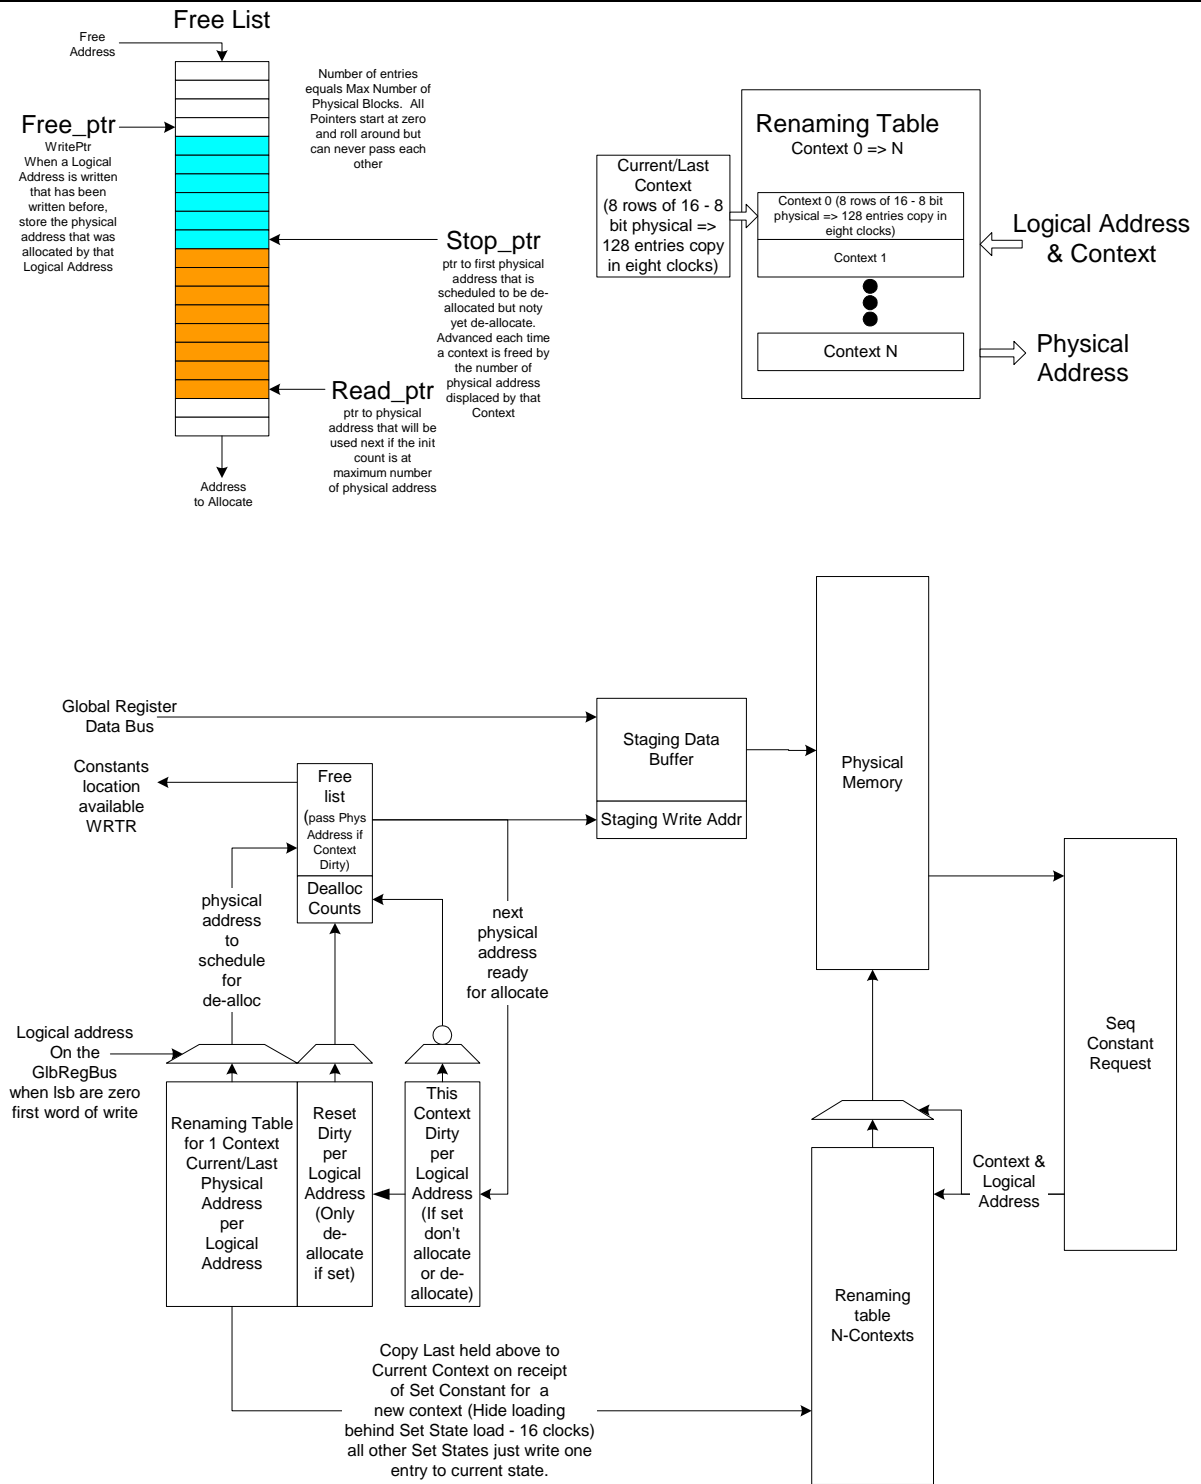 Free List
Free
Address
Number of entries
equals Max Number of
Physical Blocks. All
Pointers start at zero
and roll around but
can never pass each
other
Free_ptr
WritePtr
When a Logical
Address is written
that has been
written before,
store the physical
address that was
allocated by that
Logical Address
Stop_ptr
ptr to first physical
address that is
scheduled to be de-
allocated but noty
yet de-allocate.
Advanced each time
a context is freed by
the number of
physical address
displaced by that
Context
Read_ptr
ptr to physical
address that will be
used next if the init
count is at
maximum number
of physical address
Address
to Allocate
Renaming Table
Context 0 => N
Current/Last
Context
(8 rows of 16 - 8
bit physical =>
128 entries copy
in eight clocks)
Context 0 (8 rows of 16 - 8 bit
physical => 128 entries copy in
eight clocks)
Context 1
Context N
Logical Address
& Context
Physical
Address
Global Register
Data Bus
Constants
location
available
WRTR
Free
list
(pass Phys
Address if
Context
Dirty)
Dealloc
Counts
Staging Data
Buffer
Staging Write Addr
Physical
Memory
physical
address
to
schedule
for
de-alloc
next
physical
address
ready
for allocate
Logical address
On the
GlbRegBus
when lsb are zero
first word of write
Renaming Table
for 1 Context
Current/Last
Physical
Address
per
Logical
Address
Reset
Dirty
per
Logical
Address
(Only
de-
allocate
if set)
This
Context
Dirty
per
Logical
Address
(If set
don't
allocate
or de-
allocate)
Seq
Constant
Request
Context &
Logical
Address
Renaming
table
N-Contexts
Copy Last held above to
Current Context on receipt
of Set Constant for a
new context (Hide loading
behind Set State load - 16 clocks)
all other Set States just write one
entry to current state.